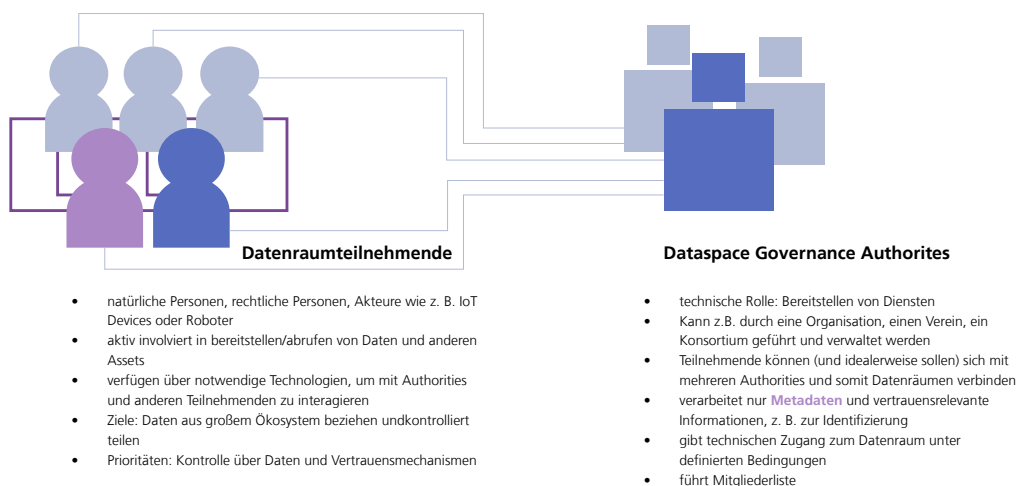 Datenraumteilnehmende
• natürliche Personen, rechtliche Personen, Akteure wie z. B. IoT
Devices oder Roboter
• aktiv involviert in bereitstellen/abrufen von Daten und anderen
Assets
• verfügen über notwendige Technologien, um mit Authorities
und anderen Teilnehmenden zu interagieren
• Ziele: Daten aus großem Ökosystem beziehen undkontrolliert
teilen
• Prioritäten: Kontrolle über Daten und Vertrauensmechanismen
Dataspace Governance Authorites
• technische Rolle: Bereitstellen von Diensten
• Kann z.B. durch eine Organisation, einen Verein, ein
Konsortium geführt und verwaltet werden
• Teilnehmende können (und idealerweise sollen) sich mit
mehreren Authorities und somit Datenräumen verbinden
• verarbeitet nur Metadaten und vertrauensrelevante
Informationen, z. B. zur Identifizierung
• gibt technischen Zugang zum Datenraum unter
definierten Bedingungen
• führt Mitgliederliste